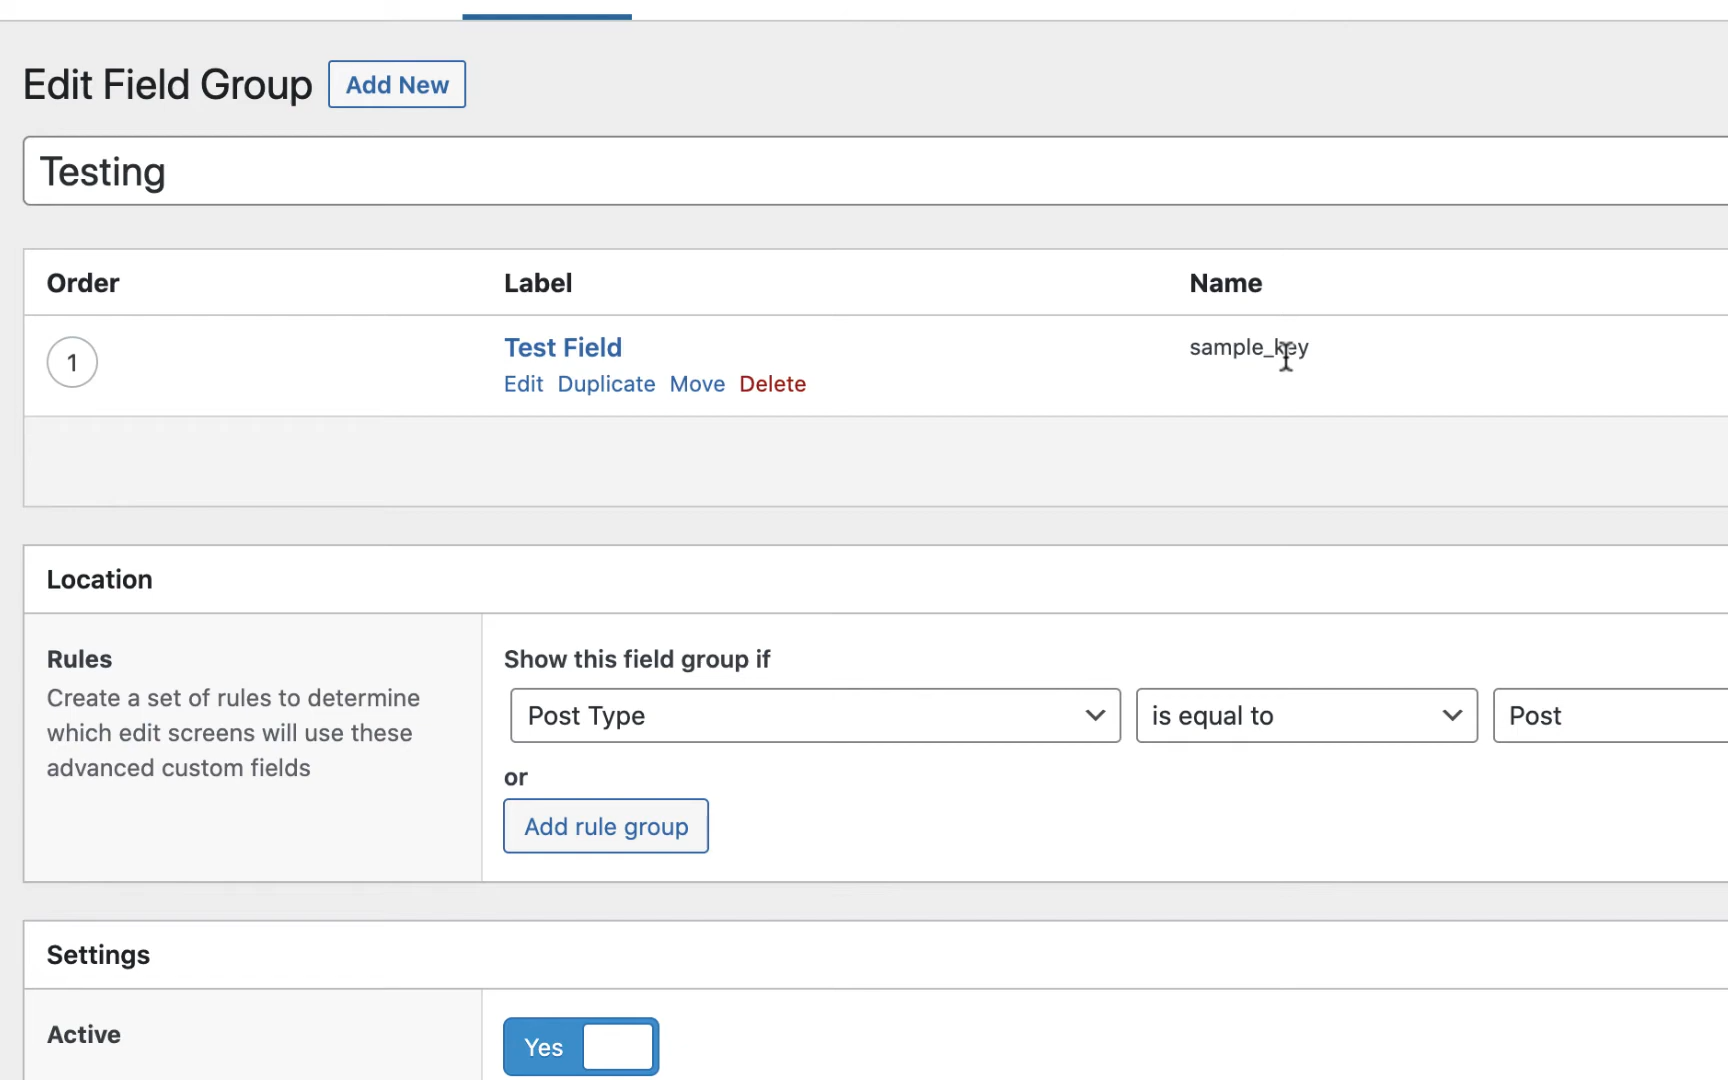 Edit Field Group Add New
Testing
Order Label Name
1 Test Field sample_key
Edit Duplicate Move Delete
Location
Rules
Create a set of rules to determine
which edit screens will use these
advanced custom fields
Show this field group if
Post Type is equal to Post
or
Add rule group
Settings
Active Yes